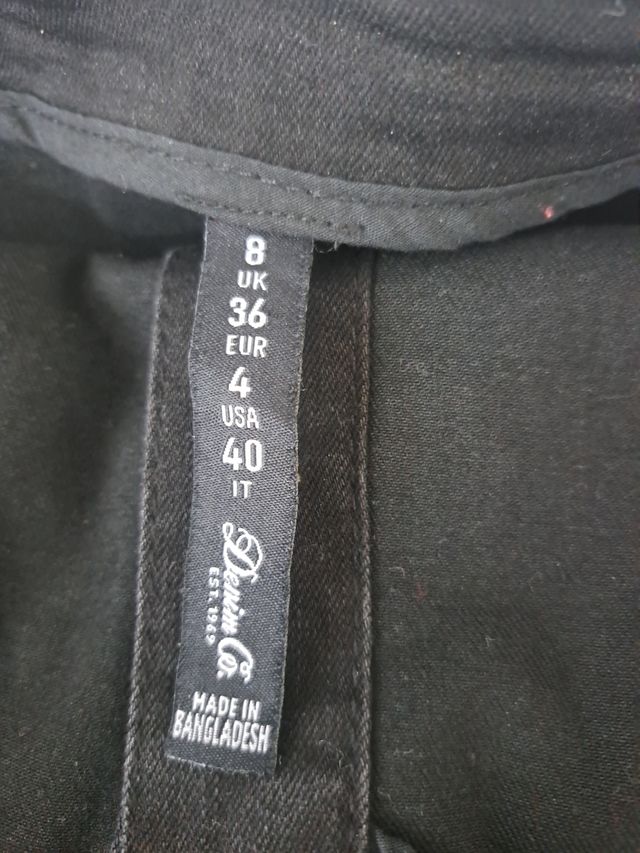 8
UK
36
EUR
4
USA
40
IT
Denim Co.
EST. 1969
MADE IN
BANGLADESH